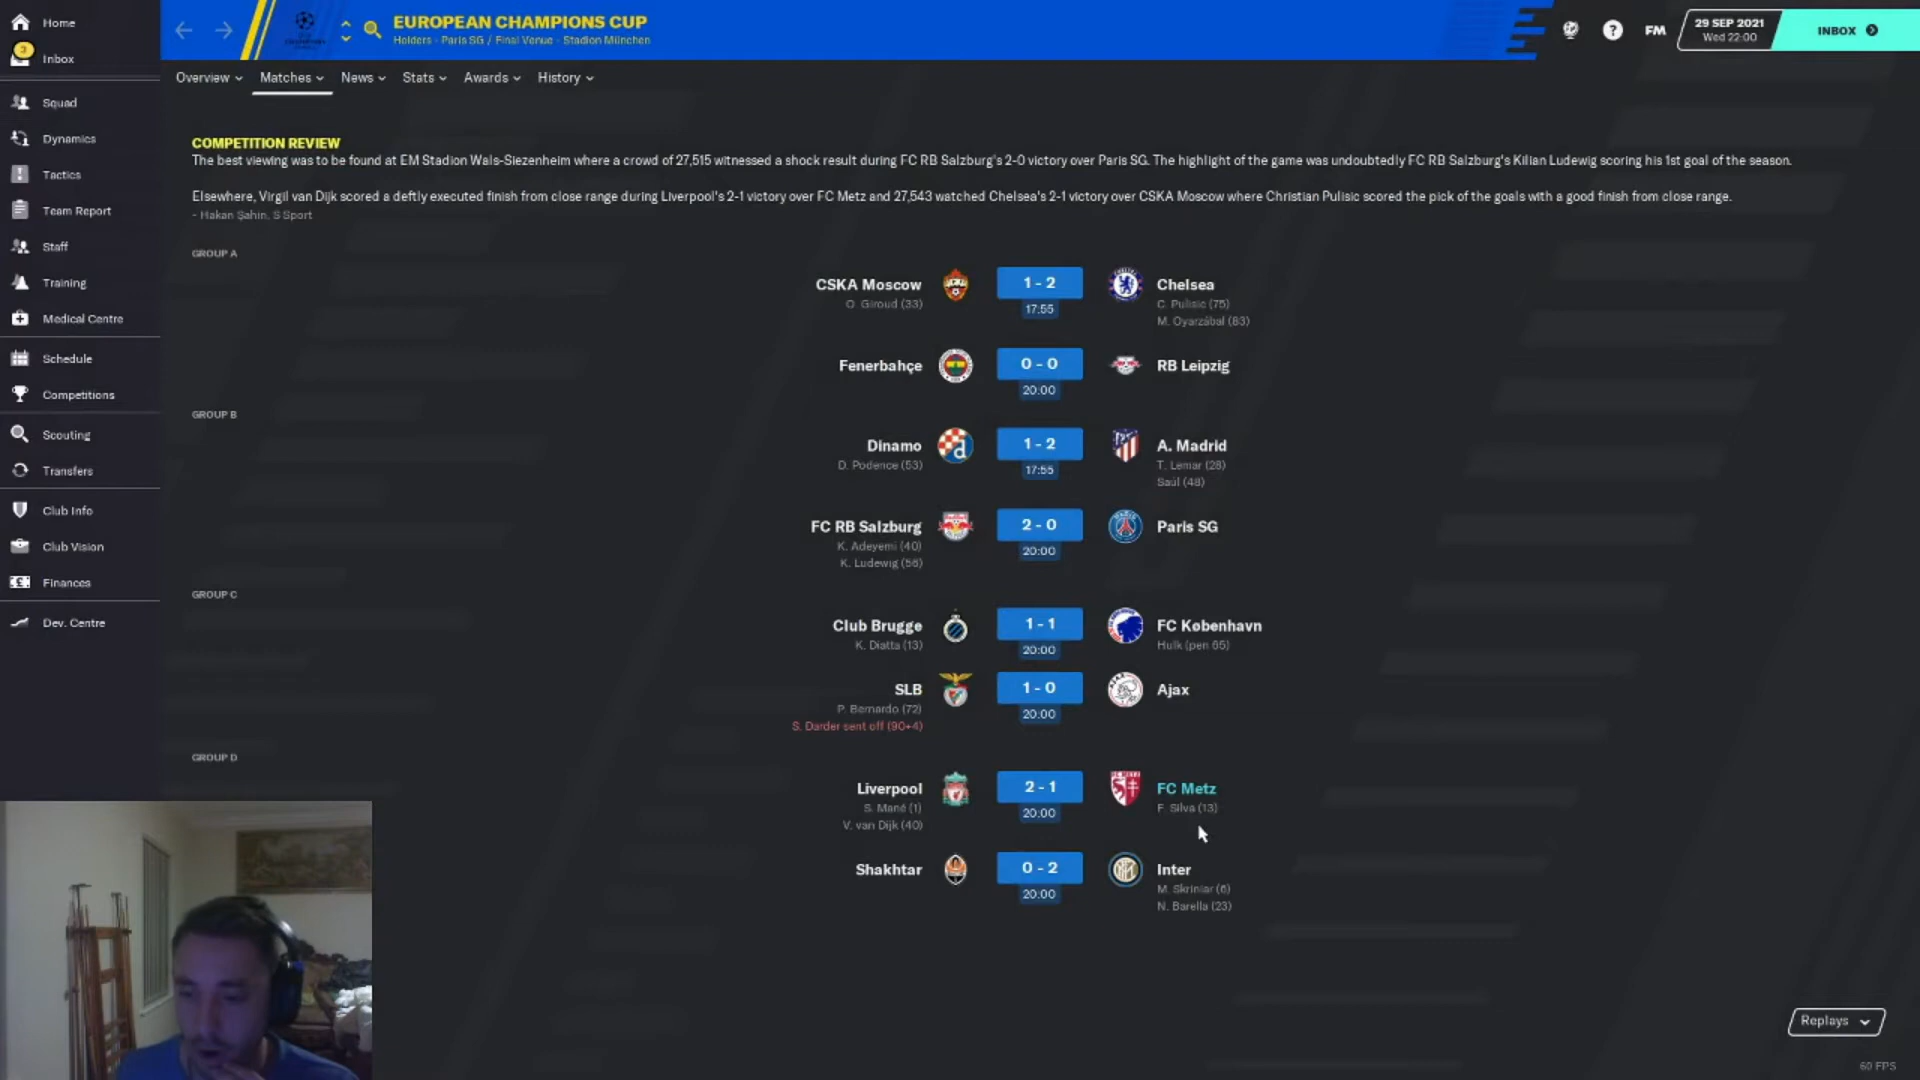 Home
3
Inbox
Squad
Dynamics
Tactics
Team Report
Staff
Training
Medical Centre
Schedule
Competitions
Scouting
Transfers
Club Info
Club Vision
Finances
Dev. Centre
EUROPEAN CHAMPIONS CUP
Holders - Paris SG / Final Venue - Stadion München
FM
29 SEP 2021
Wed 22:00
INBOX
Overview
Matches
News
Stats
Awards
History
COMPETITION REVIEW
The best viewing was to be found at EM Stadion Wals-Siezenheim where a crowd of 27,515 witnessed a shock result during FC RB Salzburg's 2-0 victory over Paris SG. The highlight of the game was undoubtedly FC RB Salzburg's Kilian Ludewig scoring his 1st goal of the season.
Elsewhere, Virgil van Dijk scored a deftly executed finish from close range during Liverpool's 2-1 victory over FC Metz and 27,543 watched Chelsea's 2-1 victory over CSKA Moscow where Christian Pulisic scored the pick of the goals with a good finish from close range.
- Hakan Şahin, S Sport
GROUP A
CSKA Moscow 1 - 2 Chelsea
O. Giroud (33) 17:55 C. Pulisic (75)
M. Oyarzábal (83)
Fenerbahçe 0 - 0 RB Leipzig
20:00
GROUP B
Dinamo 1 - 2 A. Madrid
D. Podence (53) 17:55 T. Lemar (28)
Saúl (48)
FC RB Salzburg 2 - 0 Paris SG
K. Adeyemi (40) 20:00
K. Ludewig (56)
GROUP C
Club Brugge 1 - 1 FC København
K. Diatta (13) 20:00 Hulk (pen 65)
SLB 1 - 0 Ajax
P. Bernardo (72) 20:00
S. Darder sent off (90+4)
GROUP D
Liverpool 2 - 1 FC Metz
S. Mané (1) 20:00 F. Silva (13)
V. van Dijk (40)
Shakhtar 0 - 2 Inter
20:00 M. Skriniar (6)
N. Barella (23)
Replays
60 FPS